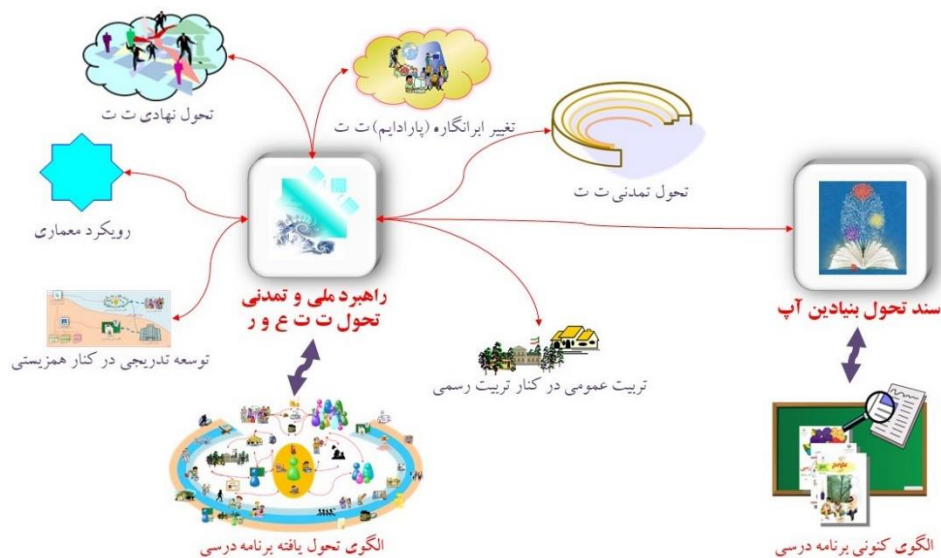 تحول نهادی ت ت
تغییر ابرانگاره (پارادایم) ت ت
تحول تمدنی ت ت
رویکرد معماری
راهبرد ملی و تمدنی
تحول ت ت ع و ر
سند تحول بنیادین آپ
توسعه تدریجی در کنار همزیستی
تربیت عمومی در کنار تربیت رسمی
الگوی تحول یافته برنامه درسی
الگوی کنونی برنامه درسی